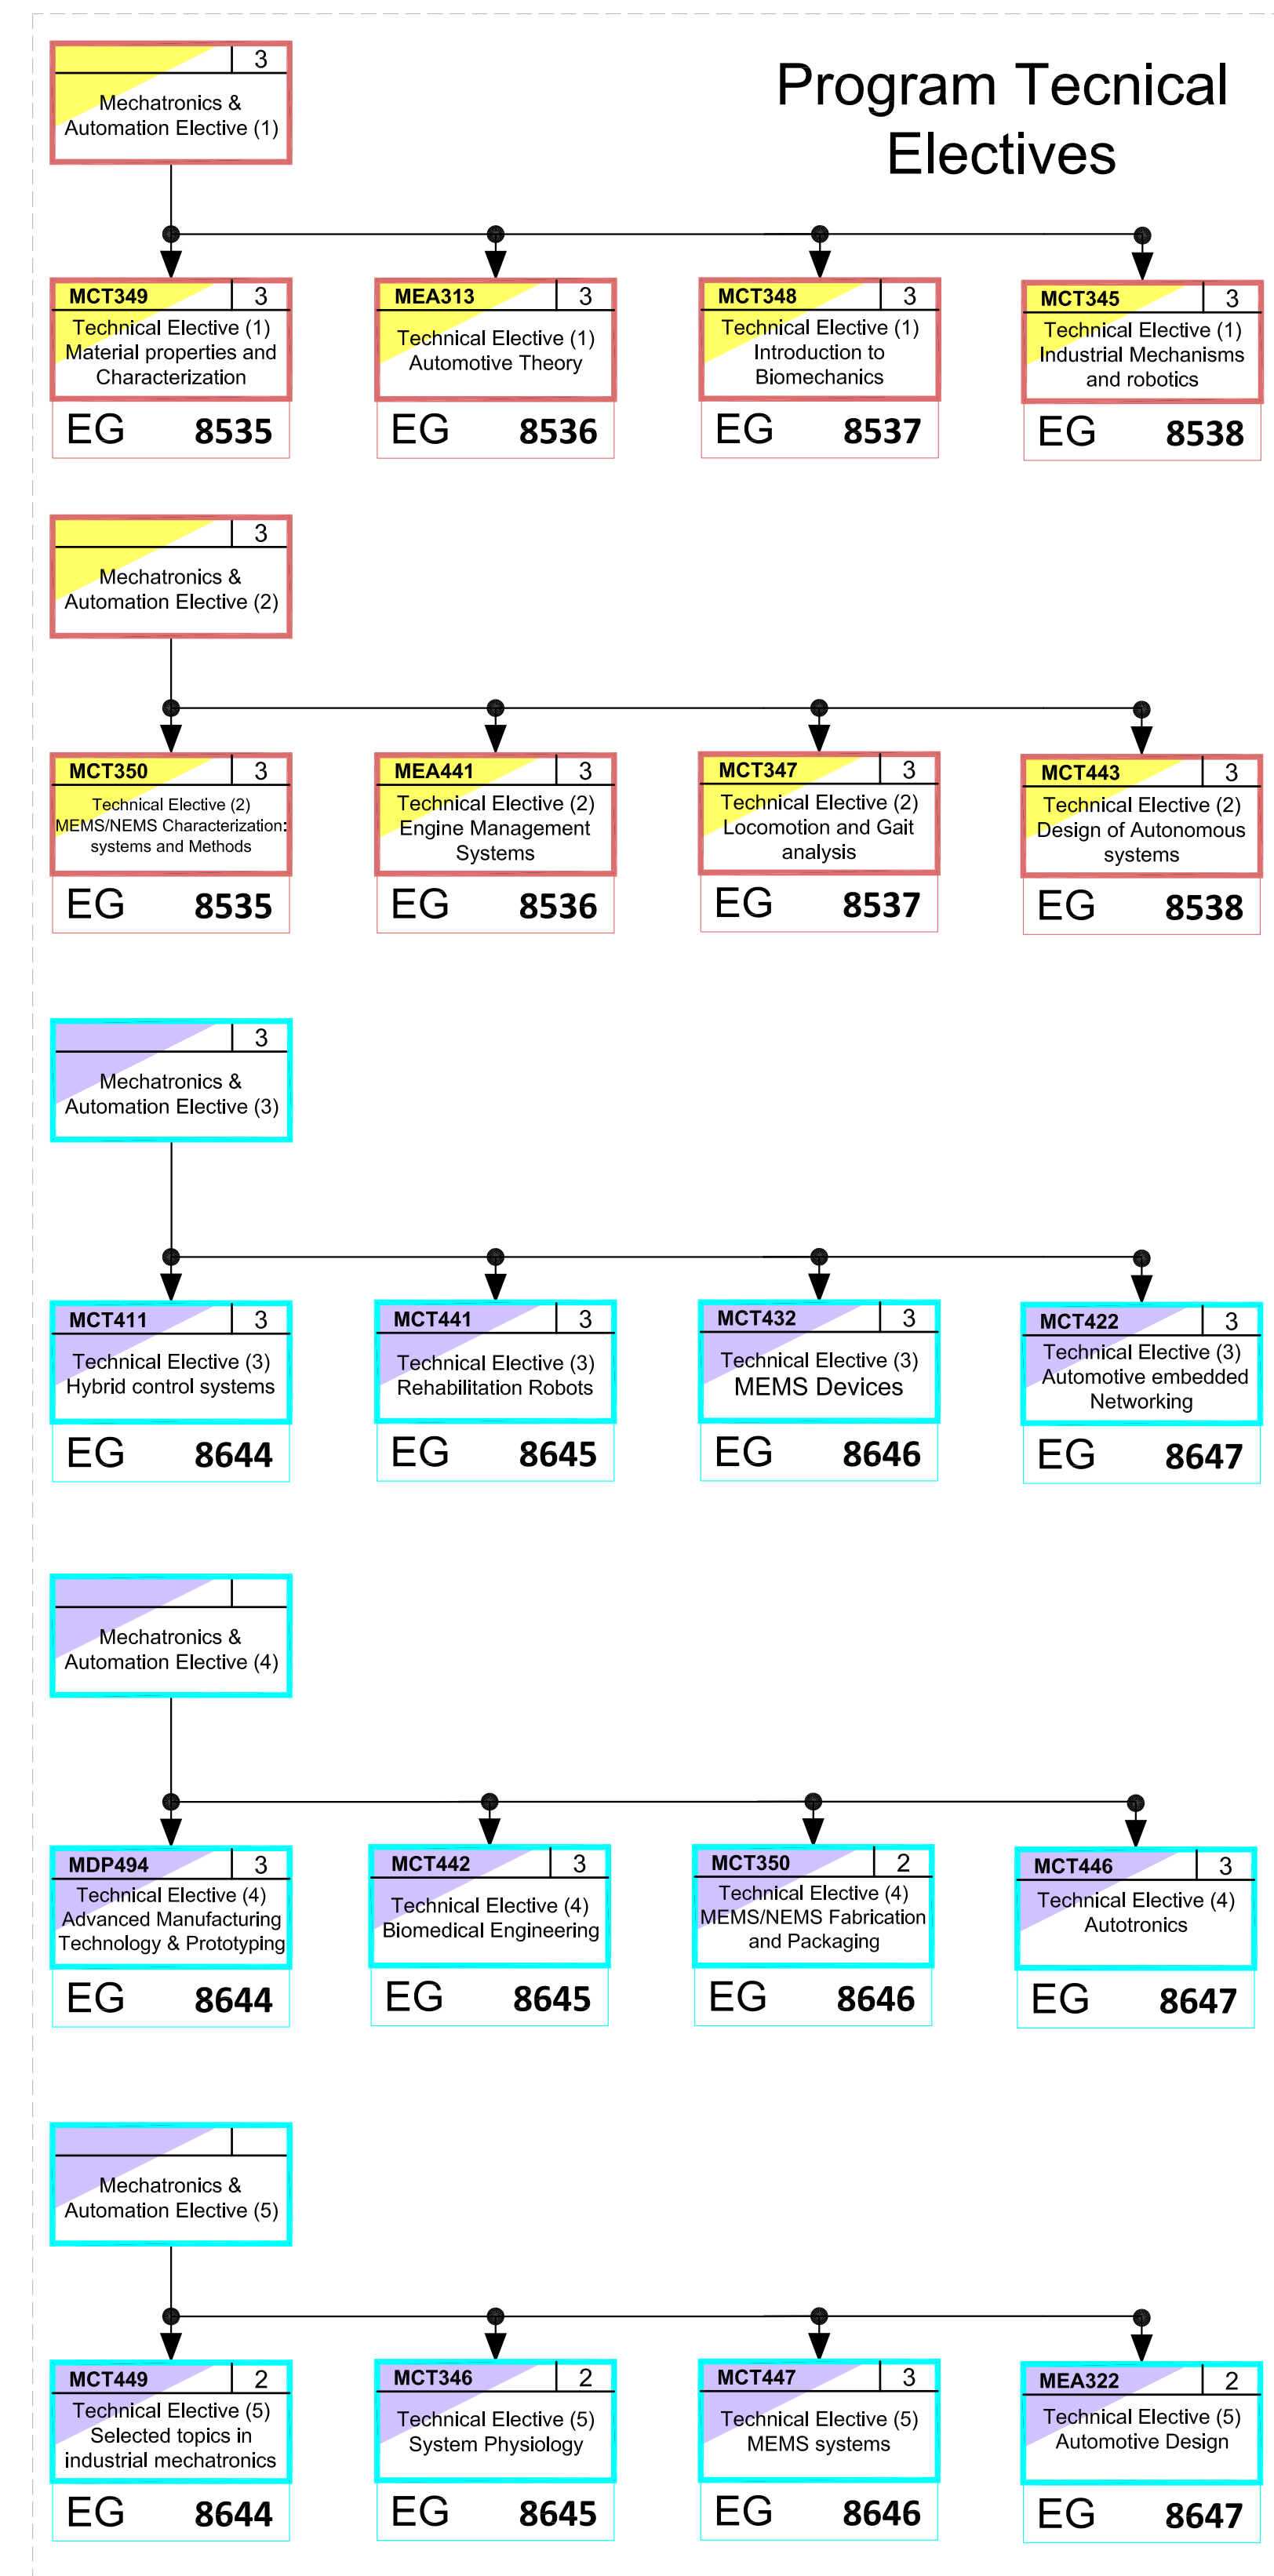 Program Tecnical
Electives
3
Mechatronics &
Automation Elective (1)
MCT349 3
Technical Elective (1)
Material properties and
Characterization
EG 8535
MEA313 3
Technical Elective (1)
Automotive Theory
EG 8536
MCT348 3
Technical Elective (1)
Introduction to
Biomechanics
EG 8537
MCT345 3
Technical Elective (1)
Industrial Mechanisms
and robotics
EG 8538
3
Mechatronics &
Automation Elective (2)
MCT350 3
Technical Elective (2)
MEMS/NEMS Characterization:
systems and Methods
EG 8535
MEA441 3
Technical Elective (2)
Engine Management
Systems
EG 8536
MCT347 3
Technical Elective (2)
Locomotion and Gait
analysis
EG 8537
MCT443 3
Technical Elective (2)
Design of Autonomous
systems
EG 8538
3
Mechatronics &
Automation Elective (3)
MCT411 3
Technical Elective (3)
Hybrid control systems
EG 8644
MCT441 3
Technical Elective (3)
Rehabilitation Robots
EG 8645
MCT432 3
Technical Elective (3)
MEMS Devices
EG 8646
MCT422 3
Technical Elective (3)
Automotive embedded
Networking
EG 8647
Mechatronics &
Automation Elective (4)
MDP494 3
Technical Elective (4)
Advanced Manufacturing
Technology & Prototyping
EG 8644
MCT442 3
Technical Elective (4)
Biomedical Engineering
EG 8645
MCT350 2
Technical Elective (4)
MEMS/NEMS Fabrication
and Packaging
EG 8646
MCT446 3
Technical Elective (4)
Autotronics
EG 8647
Mechatronics &
Automation Elective (5)
MCT449 2
Technical Elective (5)
Selected topics in
industrial mechatronics
EG 8644
MCT346 2
Technical Elective (5)
System Physiology
EG 8645
MCT447 3
Technical Elective (5)
MEMS systems
EG 8646
MEA322 2
Technical Elective (5)
Automotive Design
EG 8647